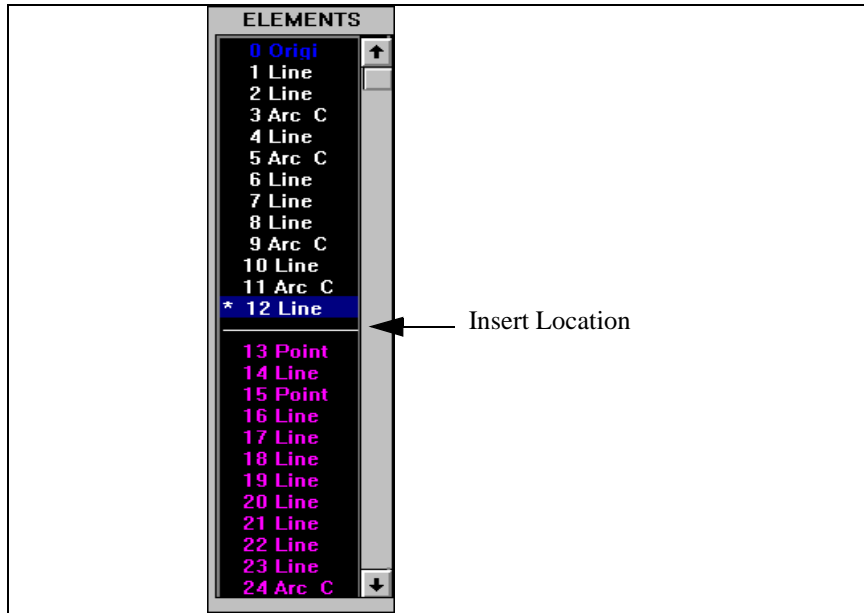 ELEMENTS
0 Origi
1 Line
2 Line
3 Arc C
4 Line
5 Arc C
6 Line
7 Line
8 Line
9 Arc C
10 Line
11 Arc C
* 12 Line
Insert Location
13 Point
14 Line
15 Point
16 Line
17 Line
18 Line
19 Line
20 Line
21 Line
22 Line
23 Line
24 Arc C